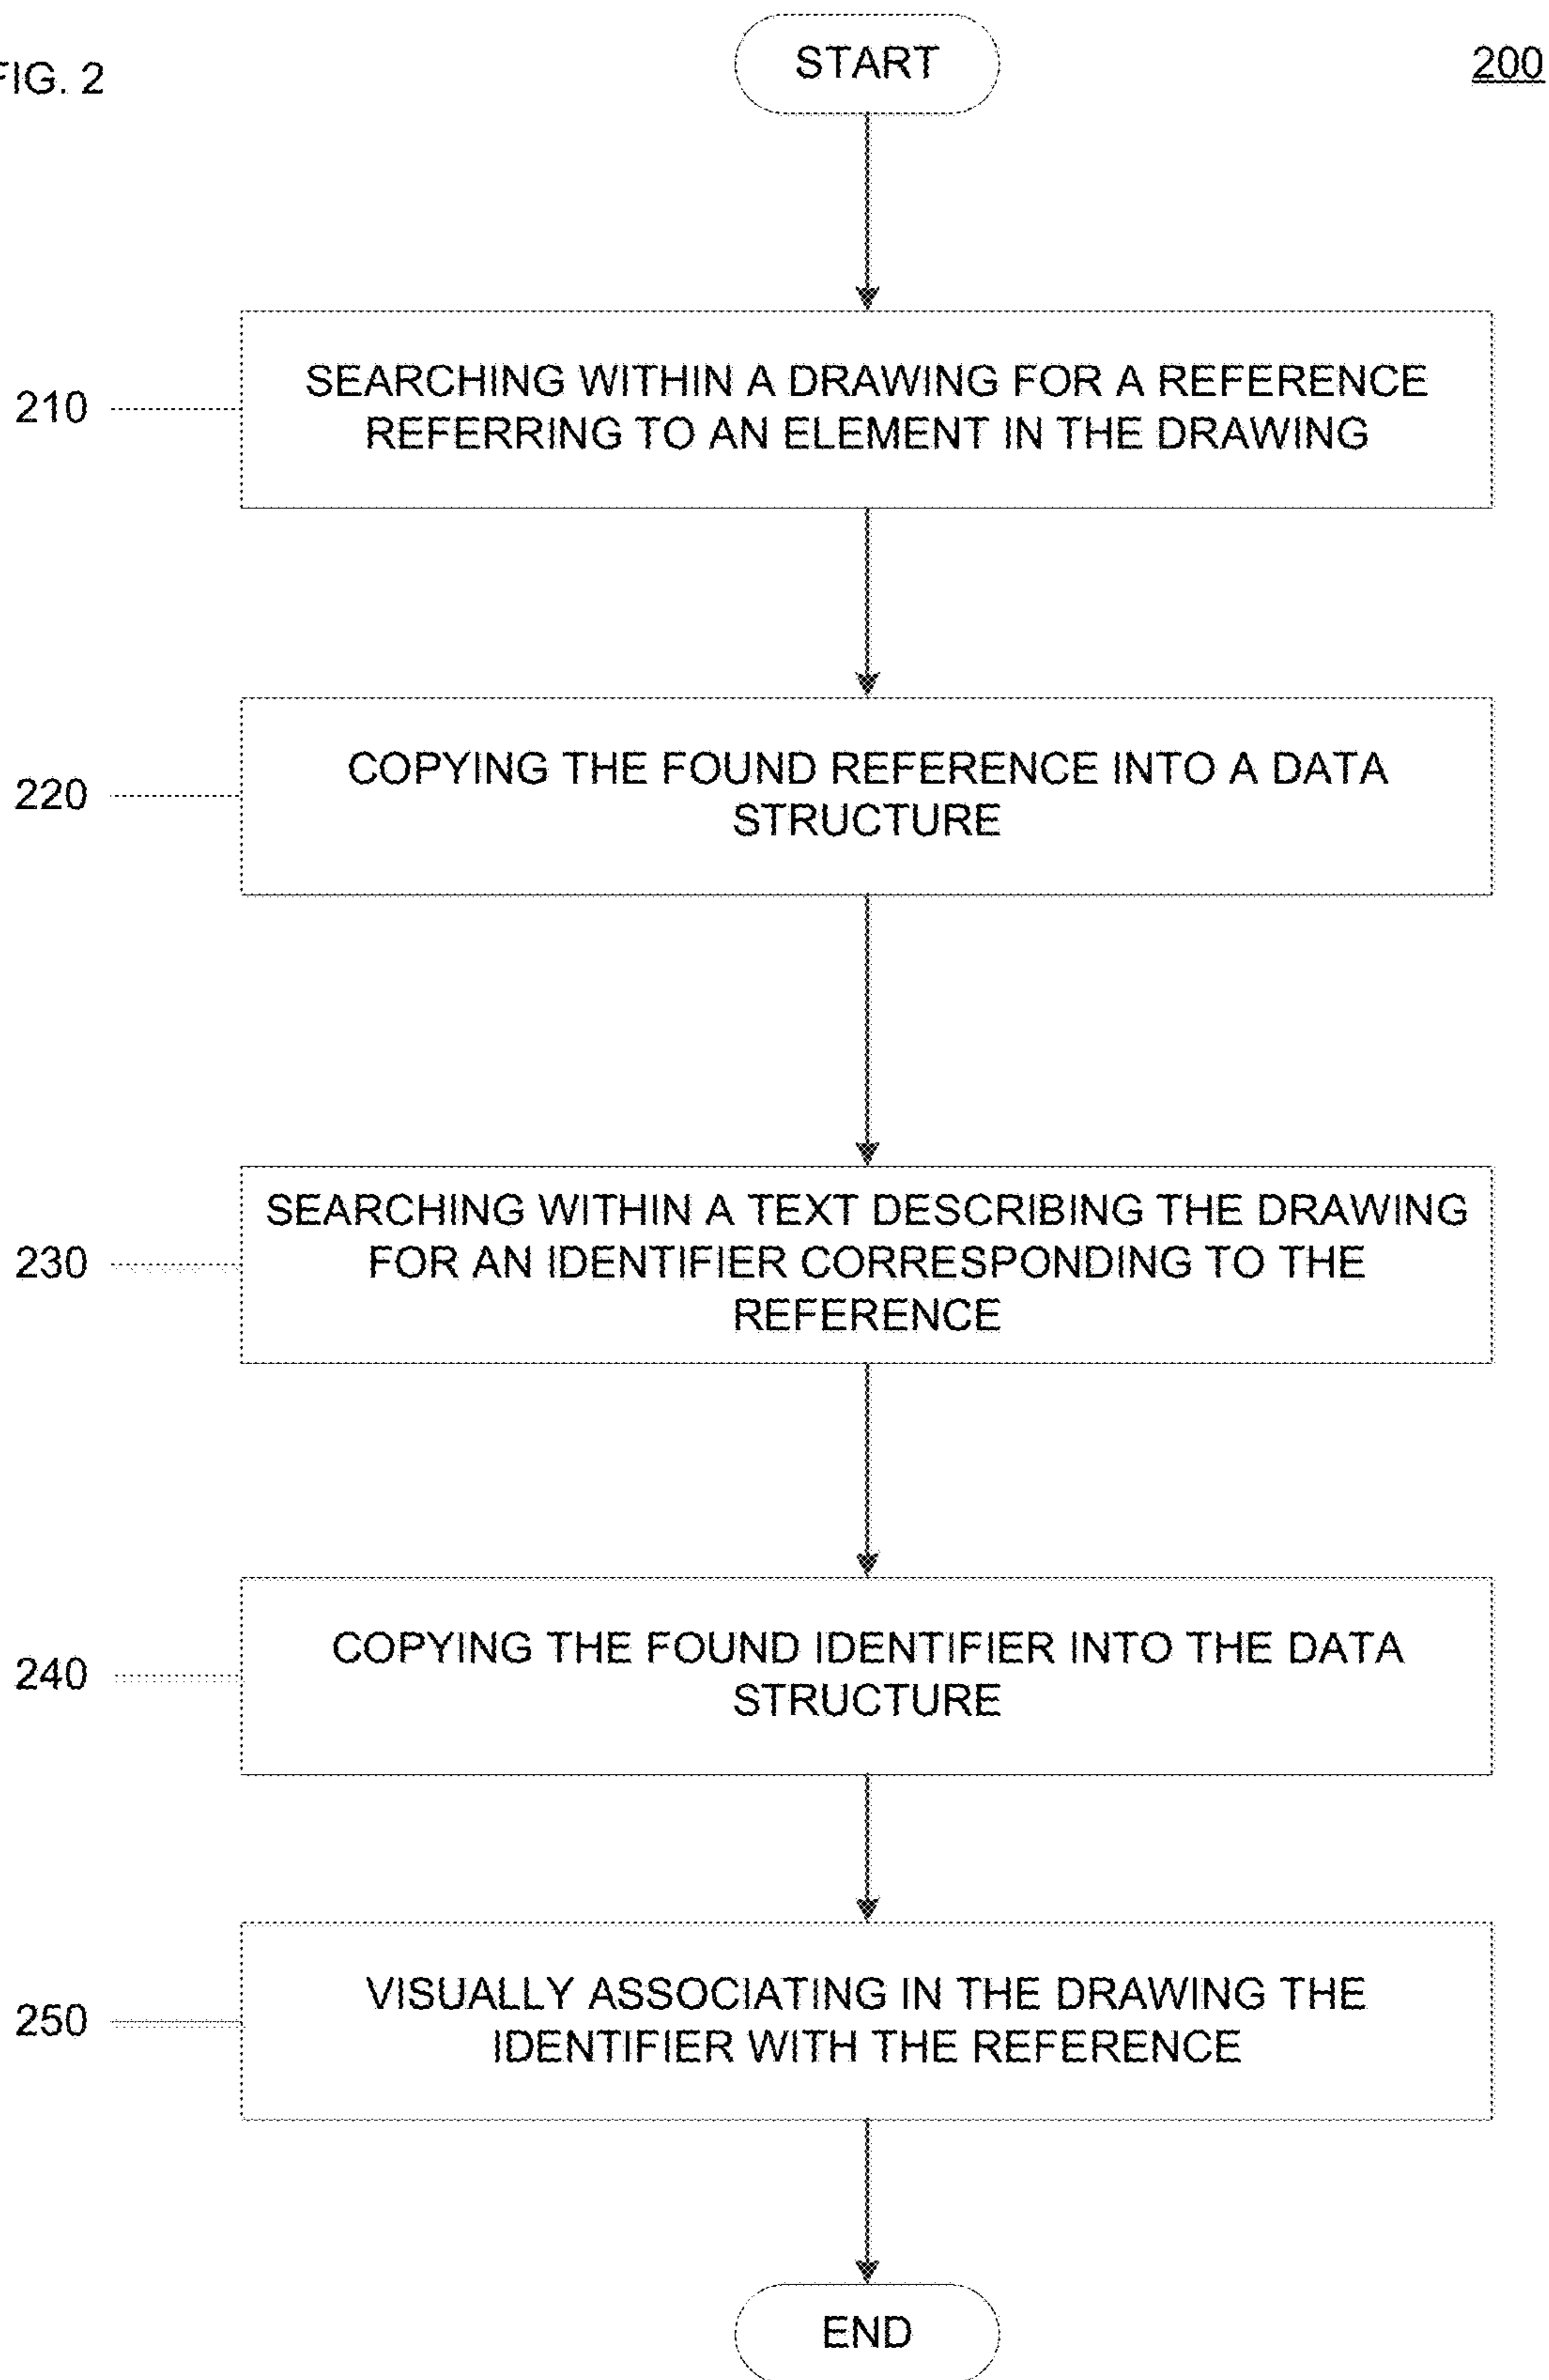 FIG. 2
START
200
210
SEARCHING WITHIN A DRAWING FOR A REFERENCE
REFERRING TO AN ELEMENT IN THE DRAWING
220
COPYING THE FOUND REFERENCE INTO A DATA
STRUCTURE
230
SEARCHING WITHIN A TEXT DESCRIBING THE DRAWING
FOR AN IDENTIFIER CORRESPONDING TO THE
REFERENCE
240
COPYING THE FOUND IDENTIFIER INTO THE DATA
STRUCTURE
250
VISUALLY ASSOCIATING IN THE DRAWING THE
IDENTIFIER WITH THE REFERENCE
END